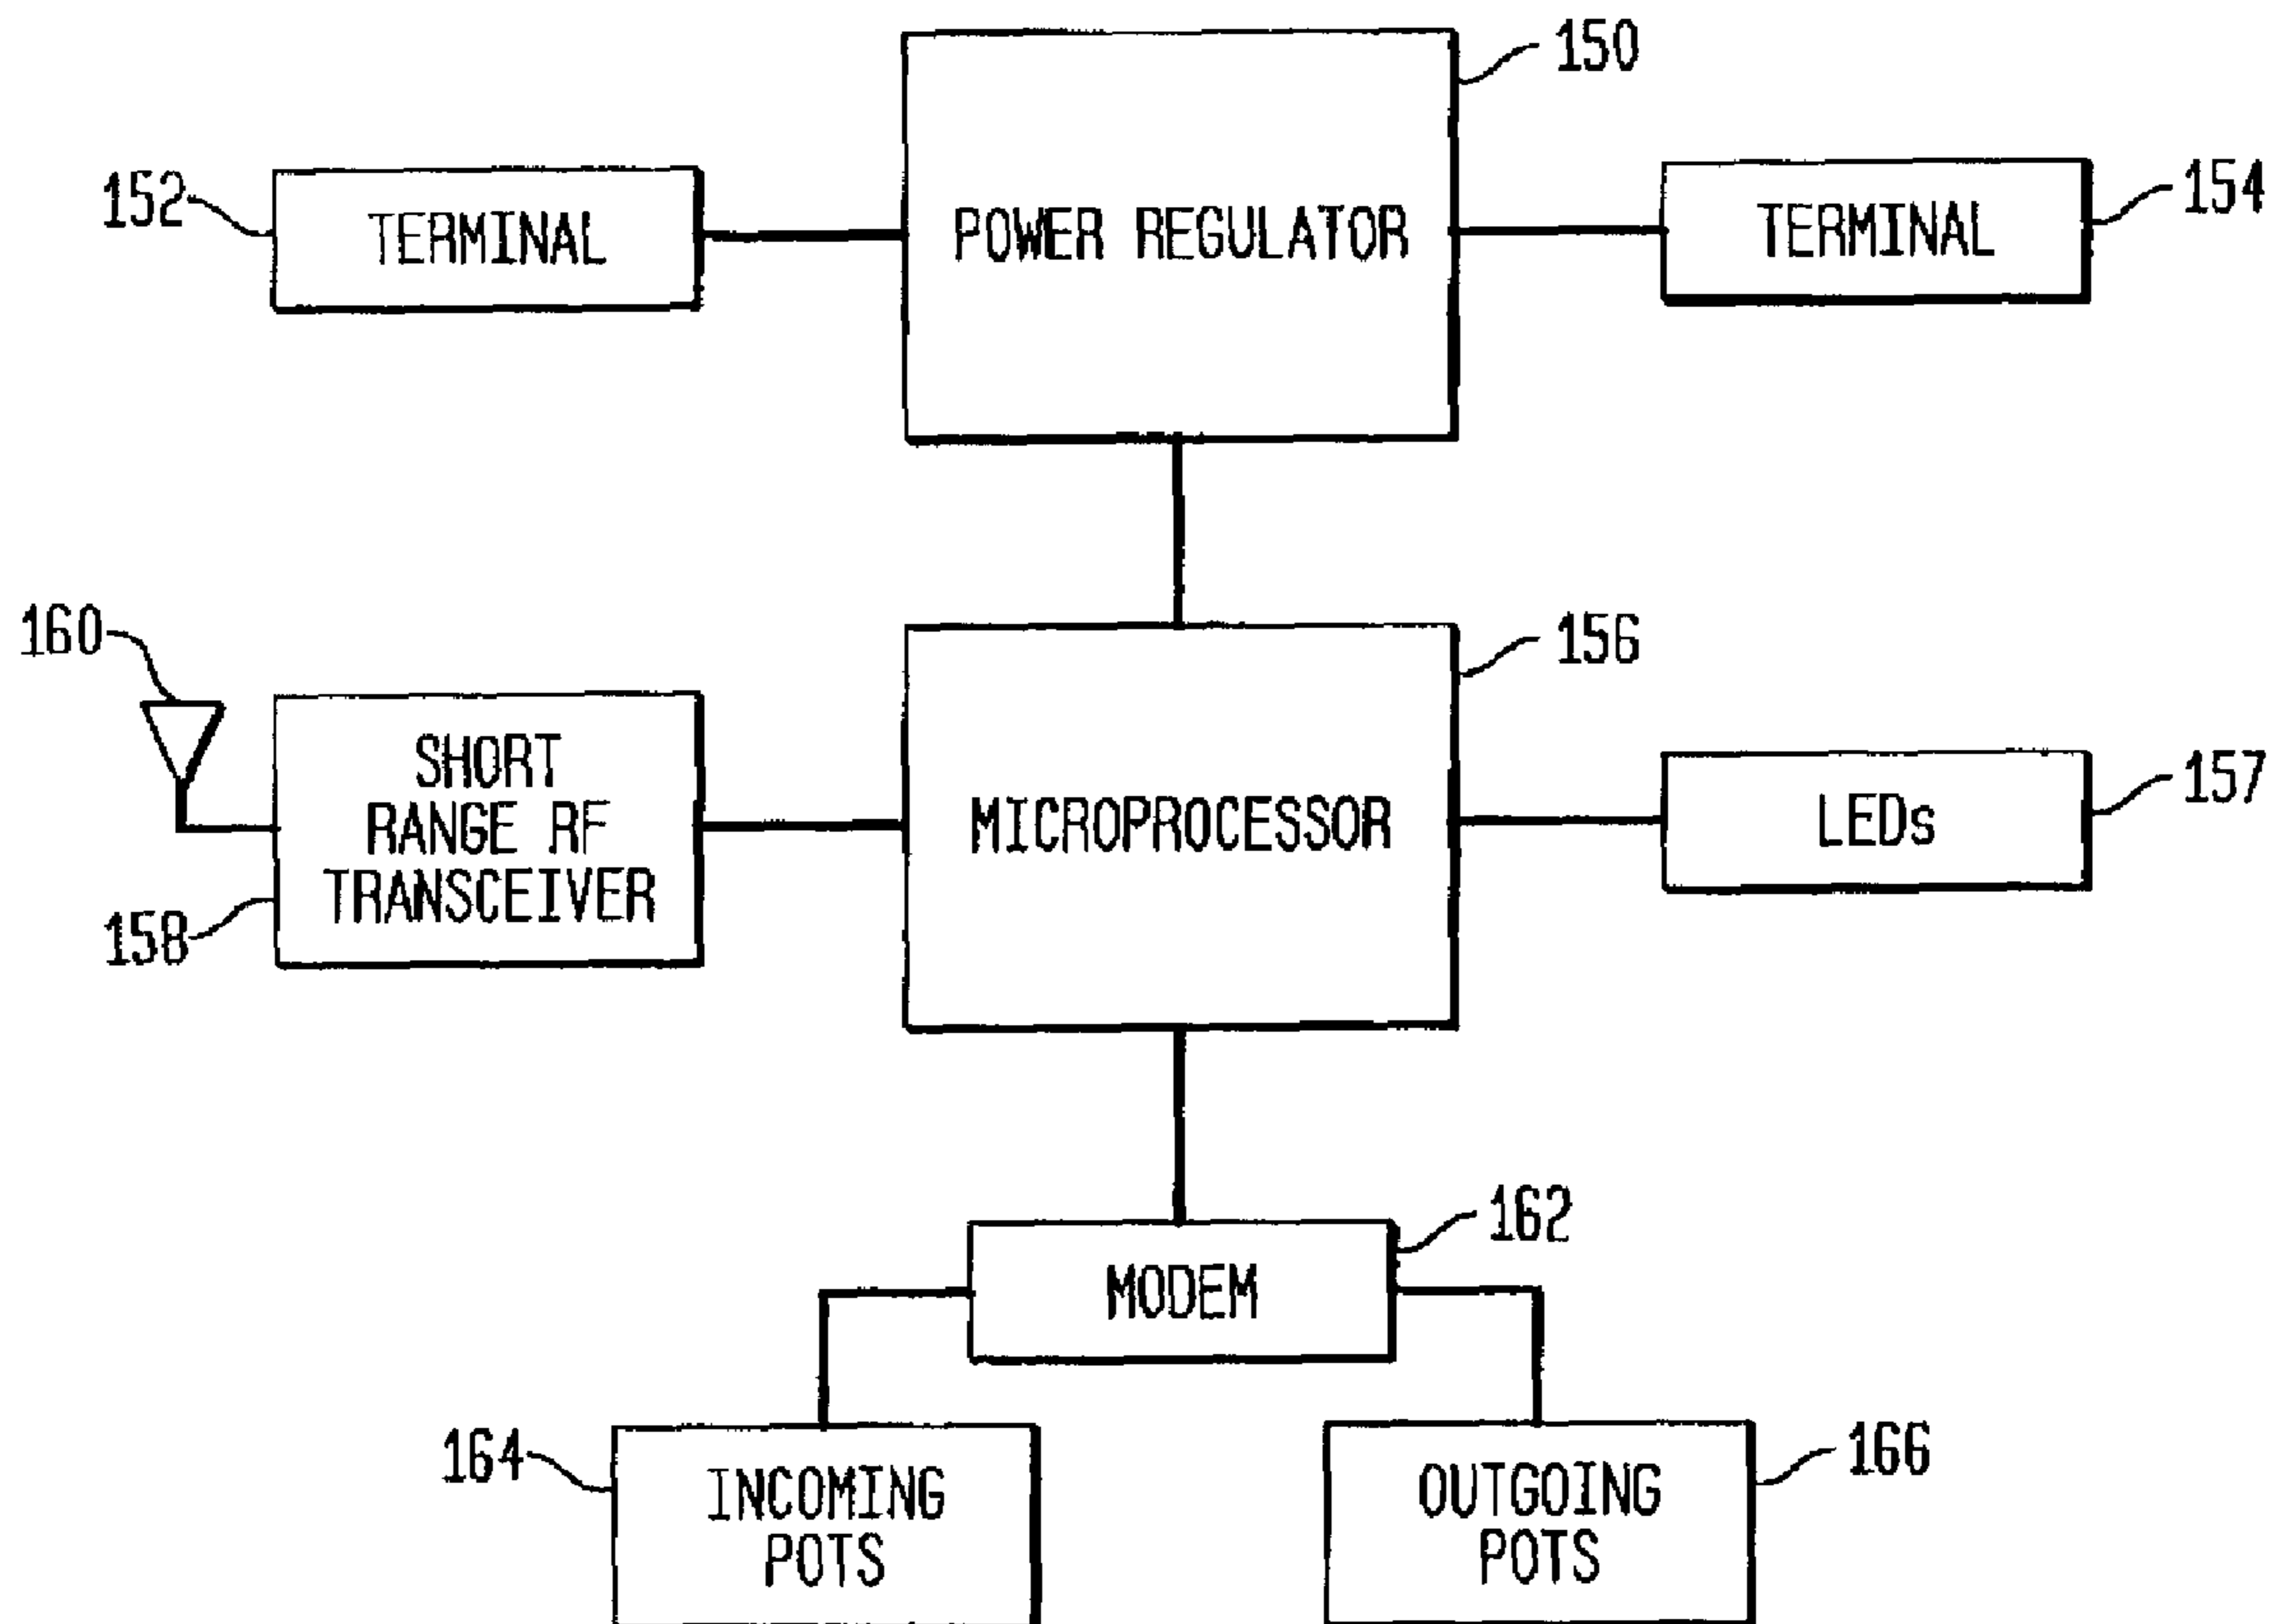 150
152
TERMINAL
POWER REGULATOR
TERMINAL
154
160
156
SHORT
RANGE RF
TRANSCEIVER
MICROPROCESSOR
LEDs
157
158
162
MODEM
164
INCOMING
POTS
OUTGOING
POTS
166